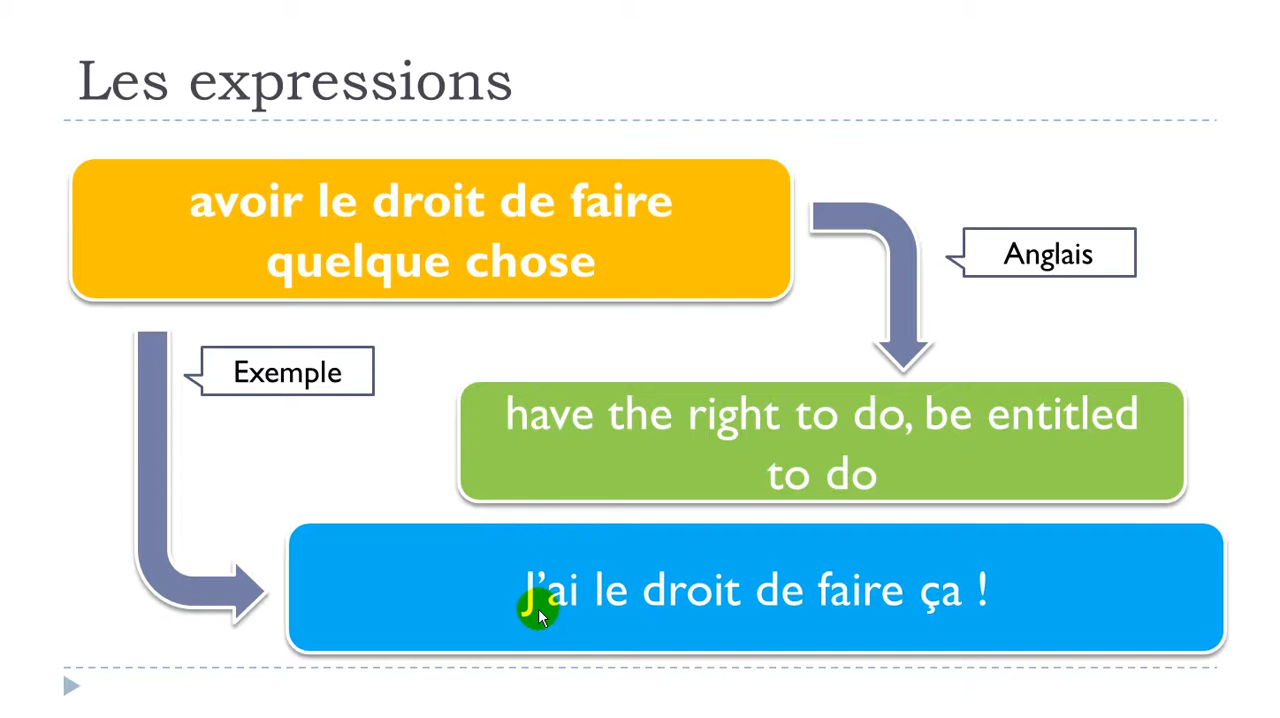 Les expressions
avoir le droit de faire
quelque chose
Anglais
Exemple
have the right to do, be entitled
to do
J’ai le droit de faire ça !